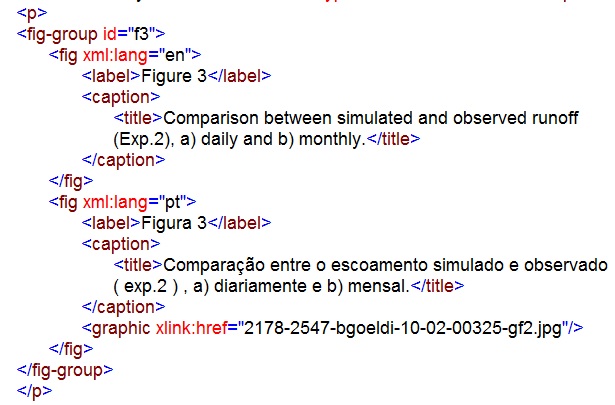 <p>
<fig-group id="f3">
<fig xml:lang="en">
<label>Figure 3</label>
<caption>
<title>Comparison between simulated and observed runoff
(Exp.2), a) daily and b) monthly.</title>
</caption>
</fig>
<fig xml:lang="pt">
<label>Figura 3</label>
<caption>
<title>Comparação entre o escoamento simulado e observado
( exp.2 ) , a) diariamente e b) mensal.</title>
</caption>
<graphic xlink:href="2178-2547-bgoeldi-10-02-00325-gf2.jpg"/>
</fig>
</fig-group>
</p>